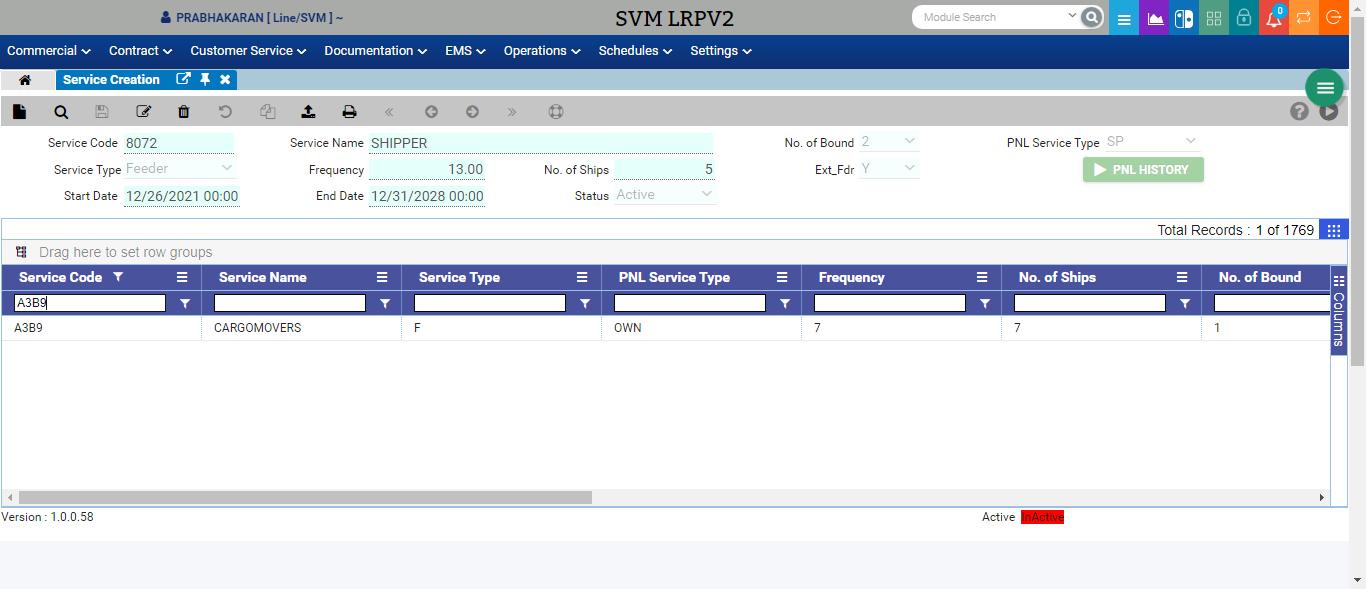 PRABHAKARAN [ Line/SVM ] ~
SVM LRPV2
Module Search
0
Commercial Contract Customer Service Documentation EMS Operations Schedules Settings
Service Creation
Service Code 8072 Service Name SHIPPER No. of Bound 2 PNL Service Type SP
Service Type Feeder Frequency 13.00 No. of Ships 5 Ext_Fdr Y PNL HISTORY
Start Date 12/26/2021 00:00 End Date 12/31/2028 00:00 Status Active
Total Records : 1 of 1769
Drag here to set row groups
Service Code Service Name Service Type PNL Service Type Frequency No. of Ships No. of Bound
A3B9
A3B9 CARGOMOVERS F OWN 7 7 1
Columns
Version : 1.0.0.58 Active InActive